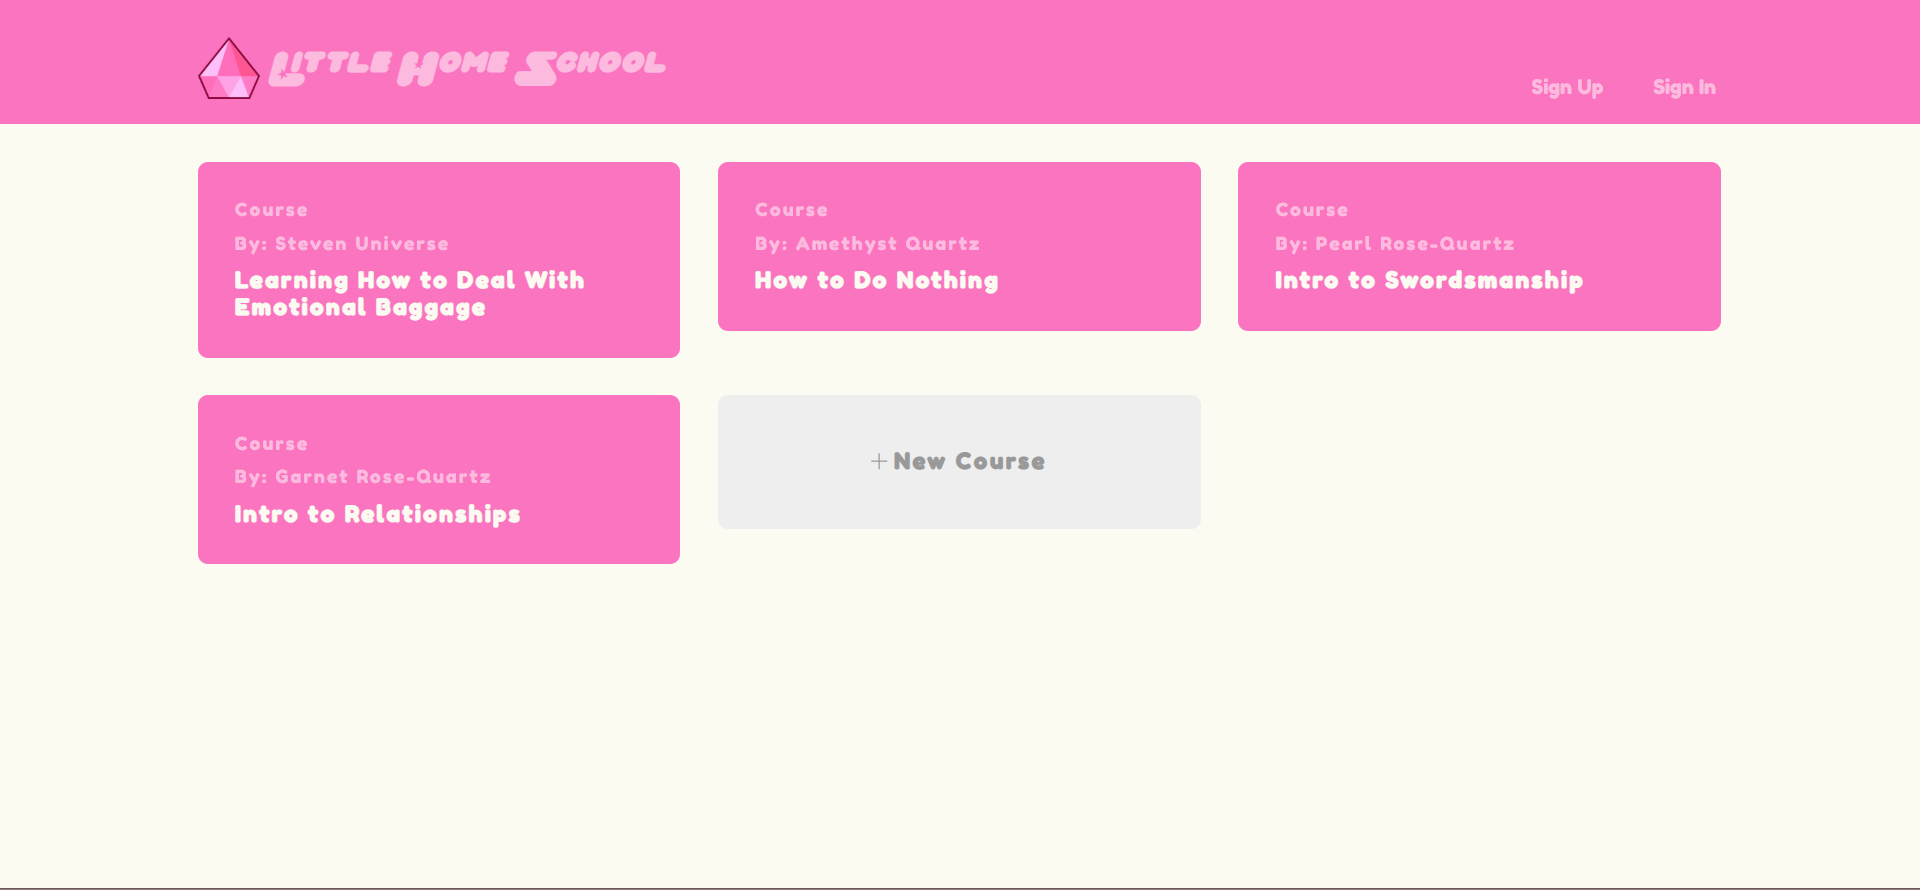 Little Home School
Sign Up
Sign In
Course
By: Steven Universe
Learning How to Deal With
Emotional Baggage
Course
By: Amethyst Quartz
How to Do Nothing
Course
By: Pearl Rose-Quartz
Intro to Swordsmanship
Course
By: Garnet Rose-Quartz
Intro to Relationships
+ New Course